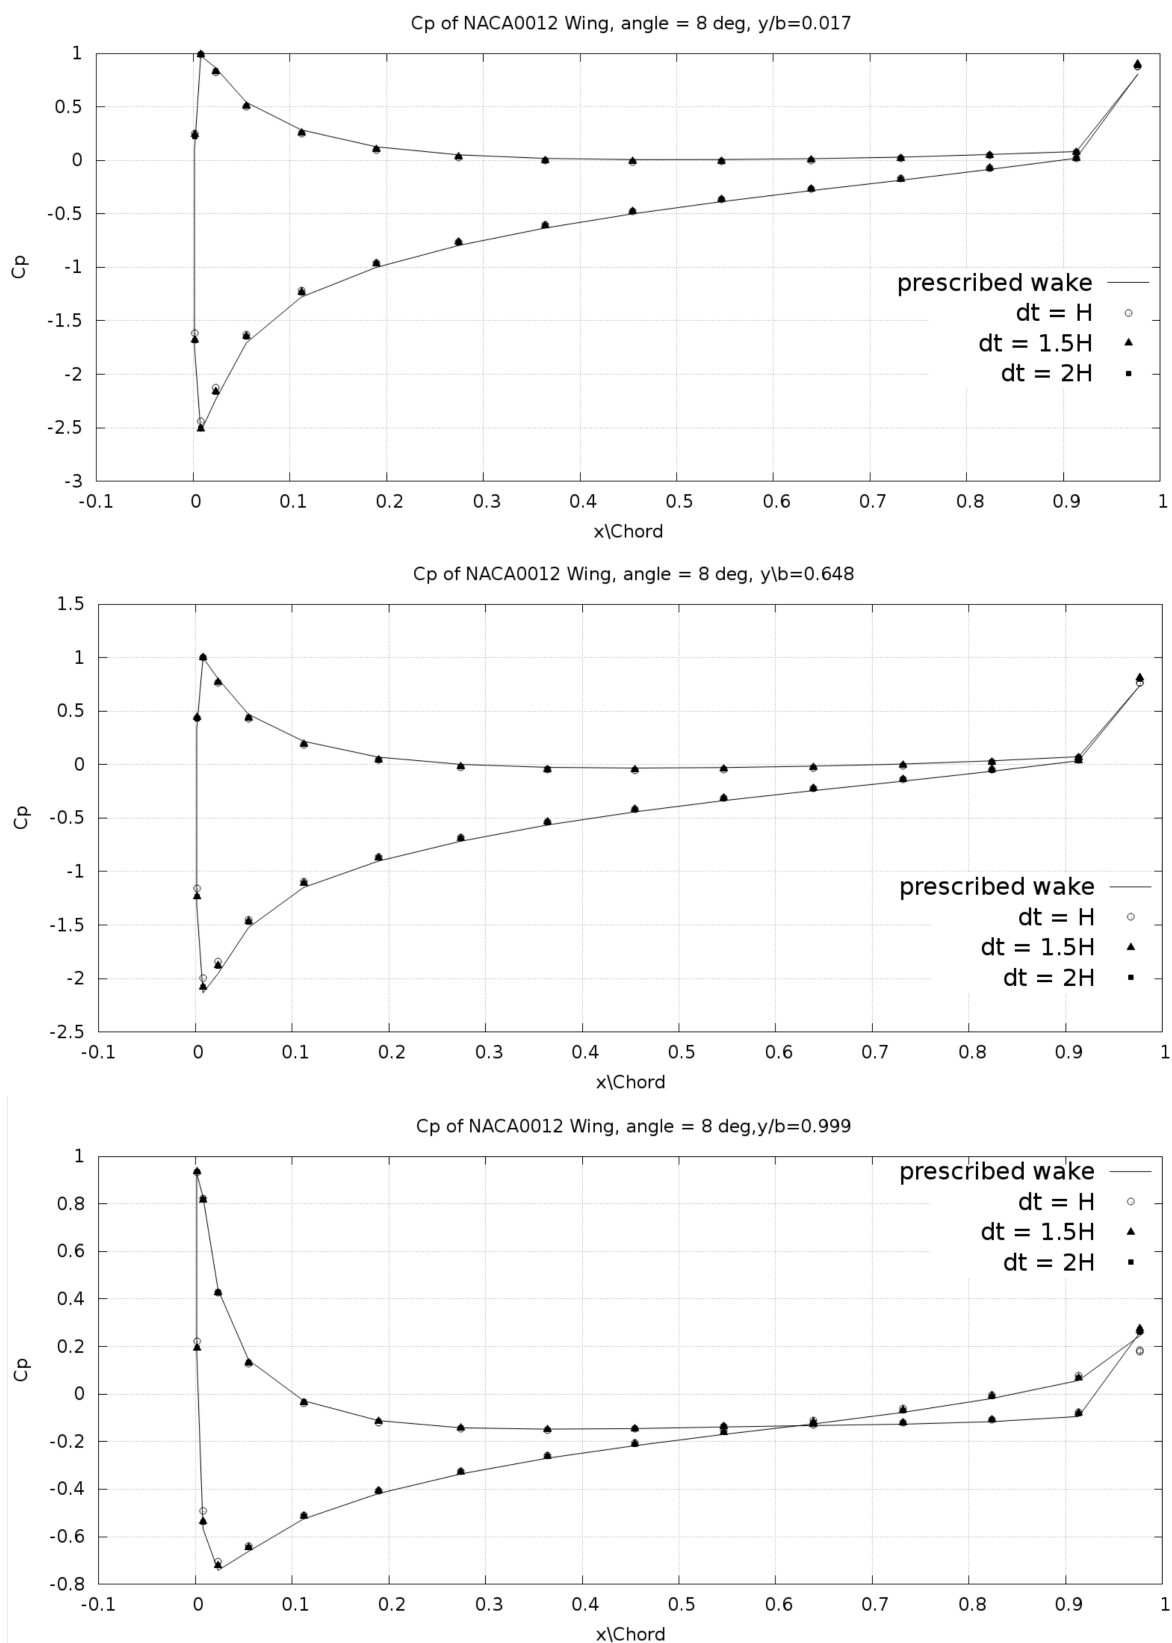 Cp of NACA0012 Wing, angle = 8 deg, y/b=0.017
1
0.5
0
-0.5
-1
-1.5
-2
-2.5
-3
Cp
prescribed wake
dt = H
dt = 1.5H
dt = 2H
-0.1 0 0.1 0.2 0.3 0.4 0.5 0.6 0.7 0.8 0.9 1
x\Chord
Cp of NACA0012 Wing, angle = 8 deg, y\b=0.648
1.5
1
0.5
0
-0.5
-1
-1.5
-2
-2.5
Cp
prescribed wake
dt = H
dt = 1.5H
dt = 2H
-0.1 0 0.1 0.2 0.3 0.4 0.5 0.6 0.7 0.8 0.9 1
x\Chord
Cp of NACA0012 Wing, angle = 8 deg,y/b=0.999
1
0.8
0.6
0.4
0.2
0
-0.2
-0.4
-0.6
-0.8
Cp
prescribed wake
dt = H
dt = 1.5H
dt = 2H
-0.1 0 0.1 0.2 0.3 0.4 0.5 0.6 0.7 0.8 0.9 1
x\Chord